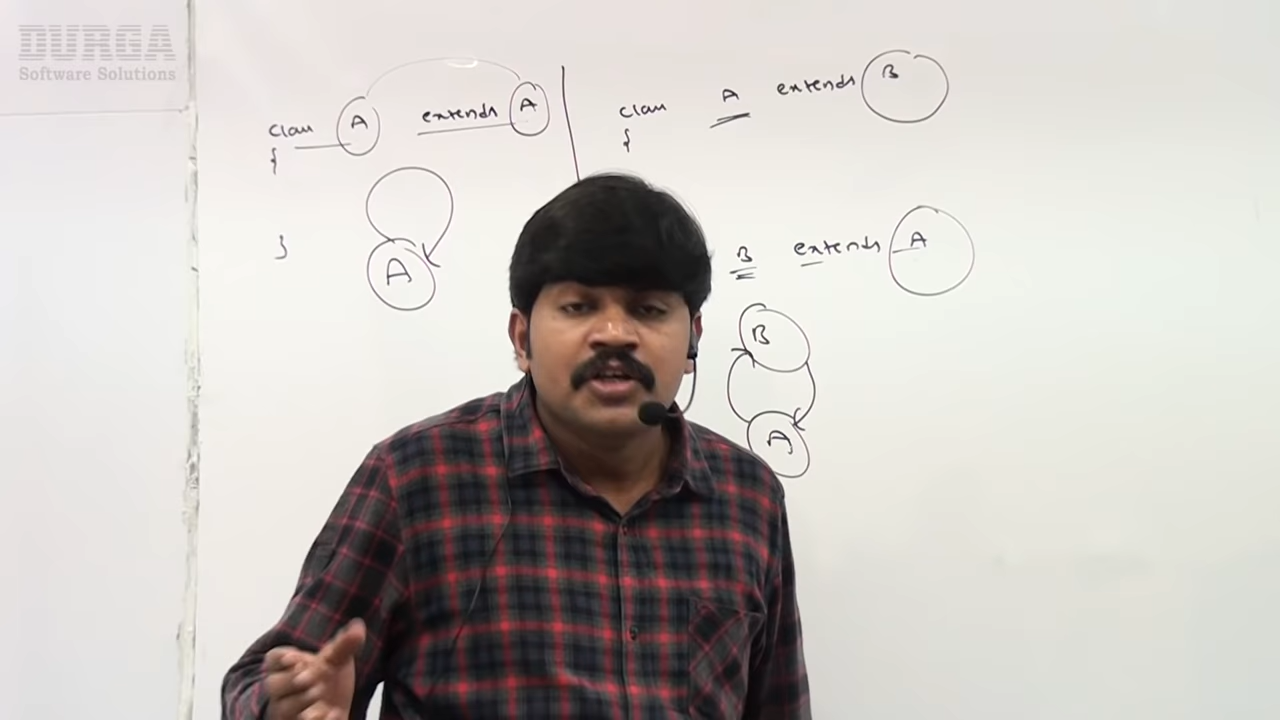 DURGA
Software Solutions
class A extends A
{
}
A
class A extends B
{
B extends A
B
A